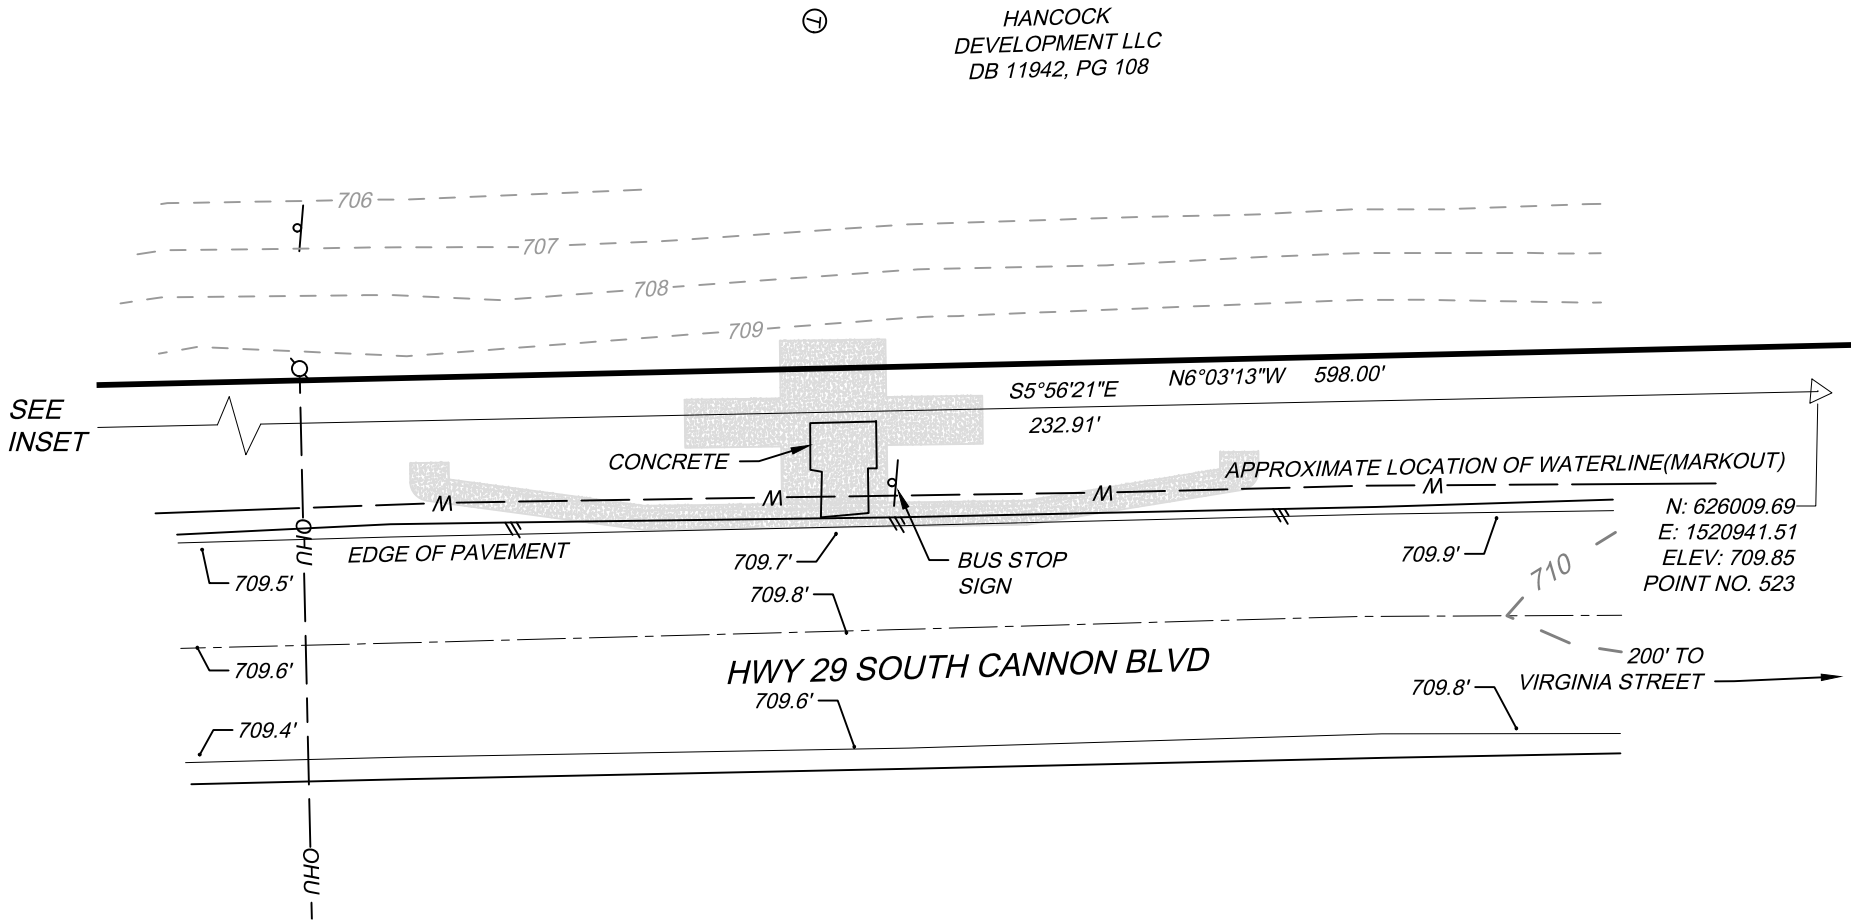 T
HANCOCK
DEVELOPMENT LLC
DB 11942, PG 108
706
707
708
709
SEE
INSET
S5°56'21"E
N6°03'13"W 598.00'
232.91'
CONCRETE
APPROXIMATE LOCATION OF WATERLINE(MARKOUT)
W
W
W
W
N: 626009.69
E: 1520941.51
ELEV: 709.85
POINT NO. 523
OHU
EDGE OF PAVEMENT
709.5'
709.7'
BUS STOP
SIGN
709.9'
710
709.8'
709.6'
HWY 29 SOUTH CANNON BLVD
200' TO
VIRGINIA STREET
709.4'
709.6'
709.8'
OHU